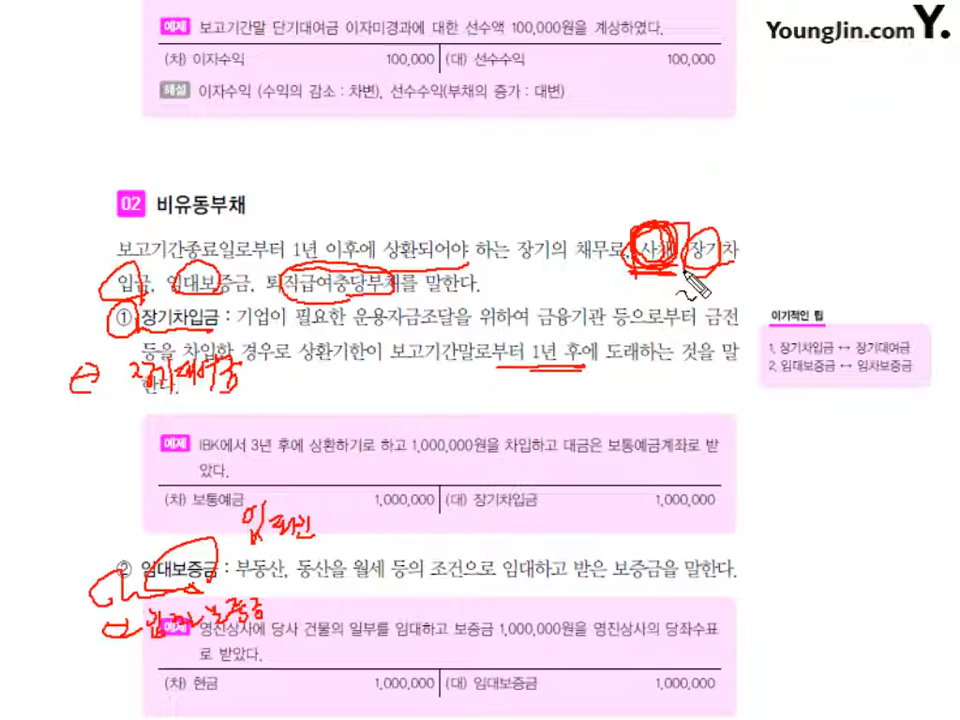 예제 보고기간말 단기대여금 이자미경과에 대한 선수액 100,000원을 계상하였다.
YoungJin.com Y.
(차) 이자수익 100,000 (대) 선수수익 100,000
해설 이자수익 (수익의 감소 : 차변), 선수수익(부채의 증가 : 대변)
02 비유동부채
보고기간종료일로부터 1년 이후에 상환되어야 하는 장기의 채무로, 사채, 장기차
입금, 임대보증금, 퇴직급여충당부채를 말한다.
① 장기차입금 : 기업이 필요한 운용자금조달을 위하여 금융기관 등으로부터 금전
등을 차입한 경우로 상환기한이 보고기간말로부터 1년 후에 도래하는 것을 말
한다.
↔ 장기대여금
이기적인 팁
1. 장기차입금 ↔ 장기대여금
2. 임대보증금 ↔ 임차보증금
예제 IBK에서 3년 후에 상환하기로 하고 1,000,000원을 차입하고 대금은 보통예금계좌로 받
았다.
(차) 보통예금 1,000,000 (대) 장기차입금 1,000,000
② 임대보증금 : 부동산, 동산을 월세 등의 조건으로 임대하고 받은 보증금을 말한다.
예제 영진상사에 당사 건물의 일부를 임대하고 보증금 1,000,000원을 영진상사의 당좌수표
로 받았다.
(차) 현금 1,000,000 (대) 임대보증금 1,000,000